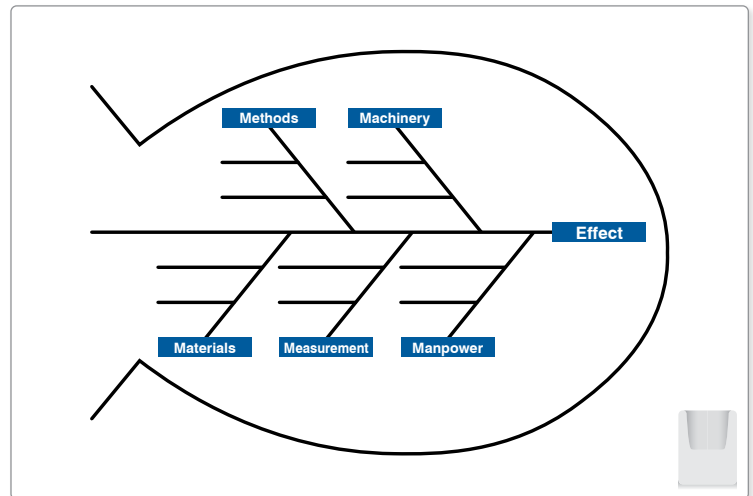 Methods
Machinery
Effect
Materials
Measurement
Manpower